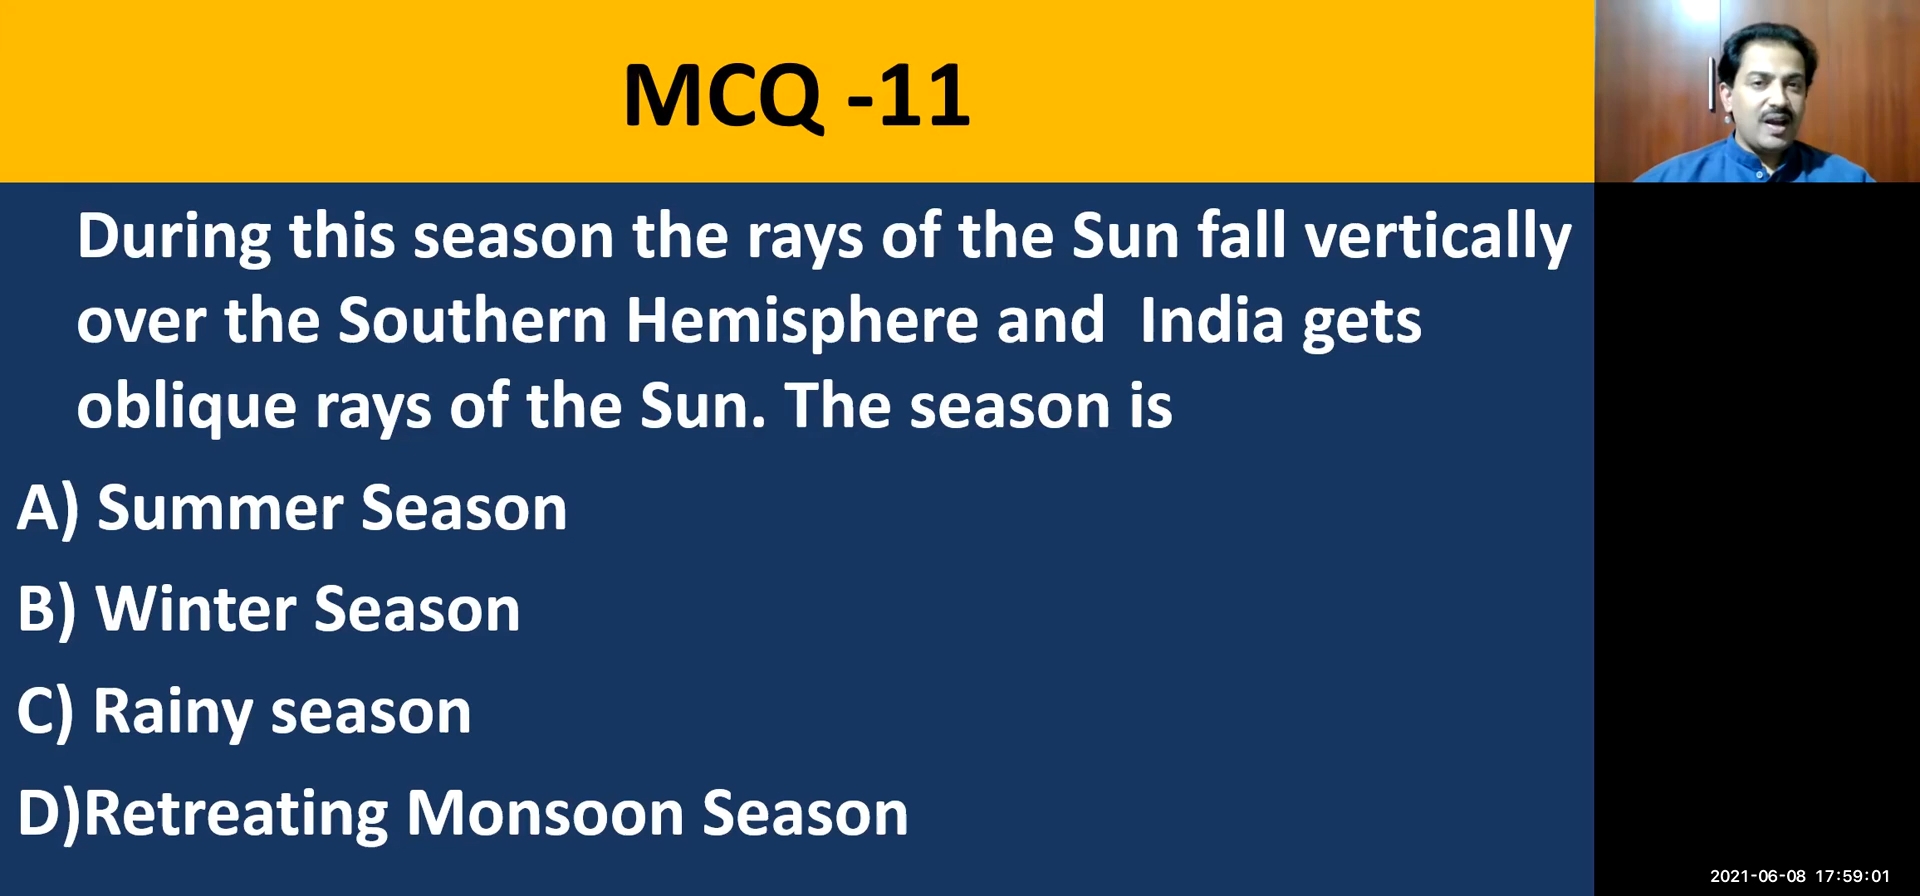 MCQ -11
During this season the rays of the Sun fall vertically
over the Southern Hemisphere and  India gets
oblique rays of the Sun. The season is
A) Summer Season
B) Winter Season
C) Rainy season
D)Retreating Monsoon Season
2021-06-08 17:59:01